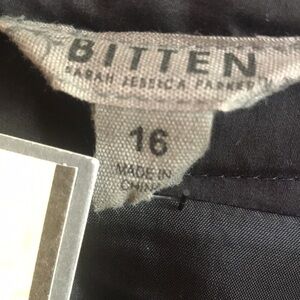 BITTEN
SARAH JESSICA PARKER
16
MADE IN
CHINA